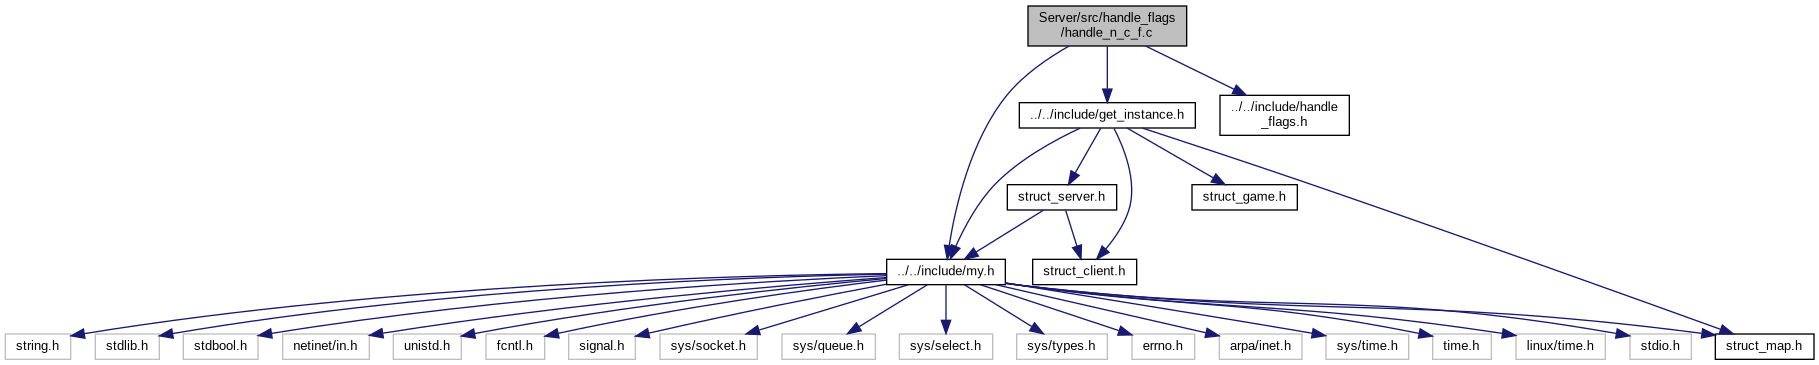 Server/src/handle_flags
/handle_n_c_f.c
../../include/handle
_flags.h
../../include/get_instance.h
struct_server.h
struct_game.h
../../include/my.h
struct_client.h
string.h
stdlib.h
stdbool.h
netinet/in.h
unistd.h
fcntl.h
signal.h
sys/socket.h
sys/queue.h
sys/select.h
sys/types.h
errno.h
arpa/inet.h
sys/time.h
time.h
linux/time.h
stdio.h
struct_map.h